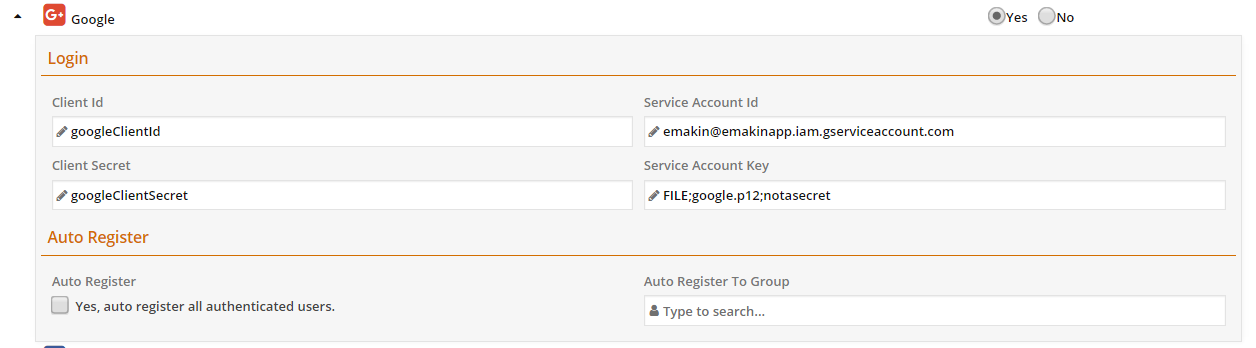 G+ Google
Yes No
Login
Client Id
Service Account Id
googleClientId
emakin@emakinapp.iam.gserviceaccount.com
Client Secret
Service Account Key
googleClientSecret
FILE;google.p12;notasecret
Auto Register
Auto Register
Auto Register To Group
Yes, auto register all authenticated users.
Type to search...